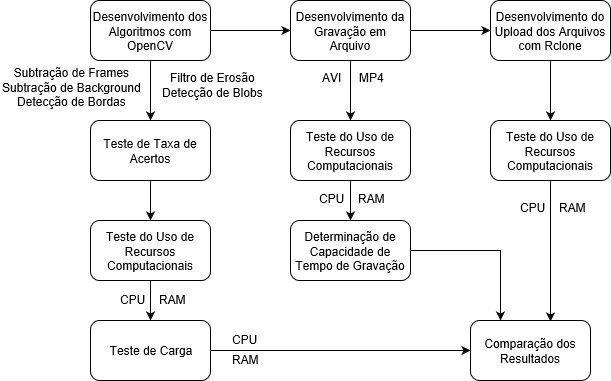 Desenvolvimento dos
Algoritmos com
OpenCV
Desenvolvimento da
Gravação em
Arquivo
Desenvolvimento do
Upload dos Arquivos
com Rclone
Subtração de Frames
Subtração de Background
Detecção de Bordas
Filtro de Erosão
Detecção de Blobs
AVI
MP4
Teste de Taxa de
Acertos
Teste do Uso de
Recursos
Computacionais
Teste do Uso de
Recursos
Computacionais
CPU
RAM
CPU
RAM
Teste do Uso de
Recursos
Computacionais
Determinação de
Capacidade de
Tempo de Gravação
CPU
RAM
Teste de Carga
CPU
RAM
Comparação dos
Resultados